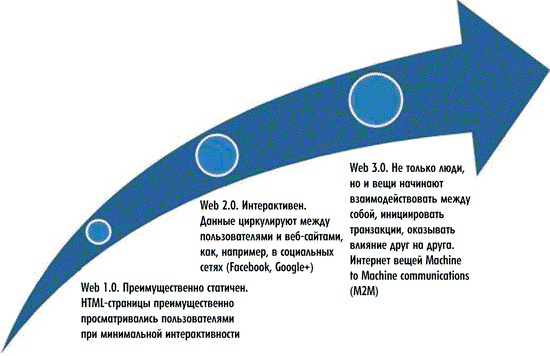 Web 1.0. Преимущественно статичен.
HTML-страницы преимущественно
просматривались пользователями
при минимальной интерактивности
Web 2.0. Интерактивен.
Данные циркулируют между
пользователями и веб-сайтами,
как, например, в социальных
сетях (Facebook, Google+)
Web 3.0. Не только люди,
но и вещи начинают
взаимодействовать между
собой, инициировать
транзакции, оказывать
влияние друг на друга.
Интернет вещей Machine
to Machine communications
(M2M)